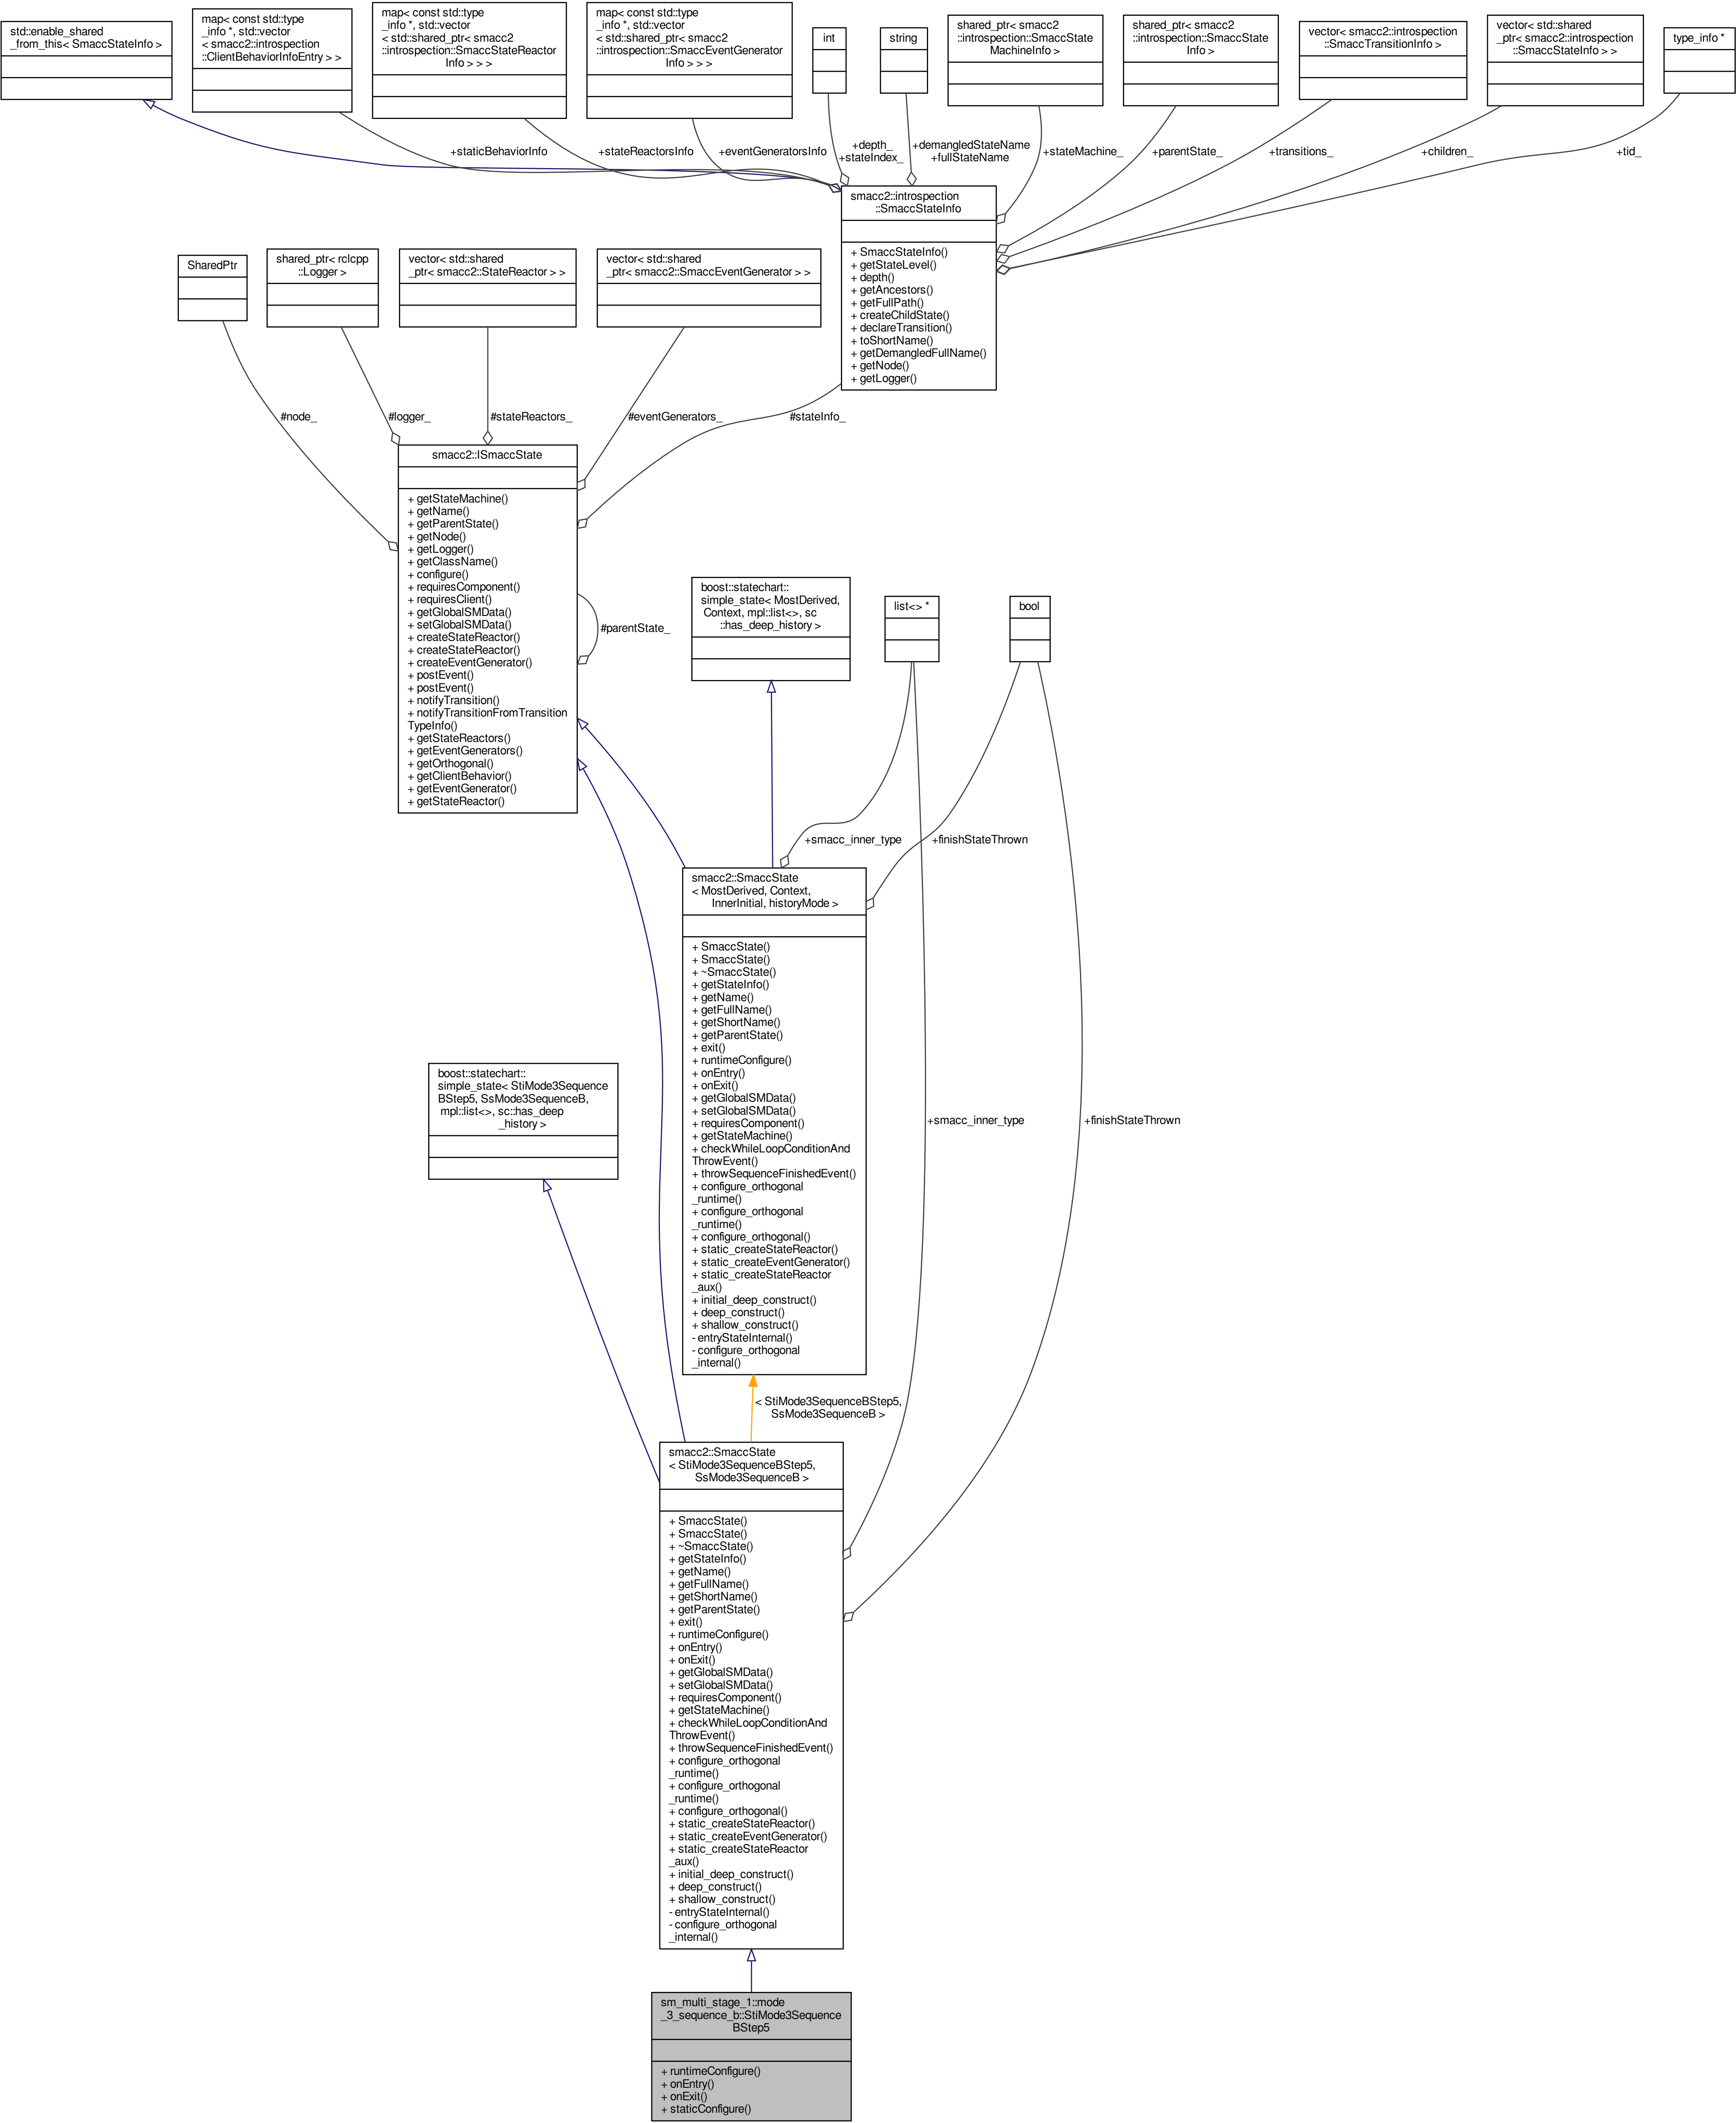 std::enable_shared
_from_this< SmaccStateInfo >
map< const std::type
_info *, std::vector
< smacc2::introspection
::ClientBehaviorInfoEntry > >
map< const std::type
_info *, std::vector
< std::shared_ptr< smacc2
::introspection::SmaccStateReactor
Info > > >
map< const std::type
_info *, std::vector
< std::shared_ptr< smacc2
::introspection::SmaccEventGenerator
Info > > >
int
string
shared_ptr< smacc2
::introspection::SmaccState
MachineInfo >
shared_ptr< smacc2
::introspection::SmaccState
Info >
vector< smacc2::introspection
::SmaccTransitionInfo >
vector< std::shared
_ptr< smacc2::introspection
::SmaccStateInfo > >
type_info *
+staticBehaviorInfo
+stateReactorsInfo
+eventGeneratorsInfo
+depth_
+stateIndex_
+demangledStateName
+fullStateName
+stateMachine_
+parentState_
+transitions_
+children_
+tid_
smacc2::introspection
::SmaccStateInfo
+ SmaccStateInfo()
+ getStateLevel()
+ depth()
+ getAncestors()
+ getFullPath()
+ createChildState()
+ declareTransition()
+ toShortName()
+ getDemangledFullName()
+ getNode()
+ getLogger()
SharedPtr
shared_ptr< rclcpp
::Logger >
vector< std::shared
_ptr< smacc2::StateReactor > >
vector< std::shared
_ptr< smacc2::SmaccEventGenerator > >
#node_
#logger_
#stateReactors_
#eventGenerators_
#stateInfo_
smacc2::ISmaccState
+ getStateMachine()
+ getName()
+ getParentState()
+ getNode()
+ getLogger()
+ getClassName()
+ configure()
+ requiresComponent()
+ requiresClient()
+ getGlobalSMData()
+ setGlobalSMData()
+ createStateReactor()
+ createStateReactor()
+ createEventGenerator()
+ postEvent()
+ postEvent()
+ notifyTransition()
+ notifyTransitionFromTransition
TypeInfo()
+ getStateReactors()
+ getEventGenerators()
+ getOrthogonal()
+ getClientBehavior()
+ getEventGenerator()
+ getStateReactor()
#parentState_
boost::statechart::
simple_state< MostDerived,
Context, mpl::list<>, sc
::has_deep_history >
list<> *
bool
+smacc_inner_type
+finishStateThrown
smacc2::SmaccState
< MostDerived, Context,
InnerInitial, historyMode >
+ SmaccState()
+ SmaccState()
+ ~SmaccState()
+ getStateInfo()
+ getName()
+ getFullName()
+ getShortName()
+ getParentState()
+ exit()
+ runtimeConfigure()
+ onEntry()
+ onExit()
+ getGlobalSMData()
+ setGlobalSMData()
+ requiresComponent()
+ getStateMachine()
+ checkWhileLoopConditionAnd
ThrowEvent()
+ throwSequenceFinishedEvent()
+ configure_orthogonal
_runtime()
+ configure_orthogonal
_runtime()
+ configure_orthogonal()
+ static_createStateReactor()
+ static_createEventGenerator()
+ static_createStateReactor
_aux()
+ initial_deep_construct()
+ deep_construct()
+ shallow_construct()
- entryStateInternal()
- configure_orthogonal
_internal()
boost::statechart::
simple_state< StiMode3Sequence
BStep5, SsMode3SequenceB,
mpl::list<>, sc::has_deep
_history >
+smacc_inner_type
+finishStateThrown
< StiMode3SequenceBStep5,
SsMode3SequenceB >
smacc2::SmaccState
< StiMode3SequenceBStep5,
SsMode3SequenceB >
+ SmaccState()
+ SmaccState()
+ ~SmaccState()
+ getStateInfo()
+ getName()
+ getFullName()
+ getShortName()
+ getParentState()
+ exit()
+ runtimeConfigure()
+ onEntry()
+ onExit()
+ getGlobalSMData()
+ setGlobalSMData()
+ requiresComponent()
+ getStateMachine()
+ checkWhileLoopConditionAnd
ThrowEvent()
+ throwSequenceFinishedEvent()
+ configure_orthogonal
_runtime()
+ configure_orthogonal
_runtime()
+ configure_orthogonal()
+ static_createStateReactor()
+ static_createEventGenerator()
+ static_createStateReactor
_aux()
+ initial_deep_construct()
+ deep_construct()
+ shallow_construct()
- entryStateInternal()
- configure_orthogonal
_internal()
sm_multi_stage_1::mode
_3_sequence_b::StiMode3Sequence
BStep5
+ runtimeConfigure()
+ onEntry()
+ onExit()
+ staticConfigure()